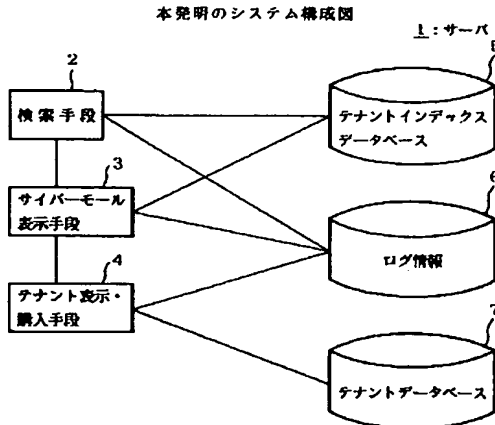 本発明のシステム構成図
1：サーバ
2
検索手段
3
サイバーモール
表示手段
4
テナント表示・
購入手段
5
テナントインデックス
データベース
6
ログ情報
7
テナントデータベース